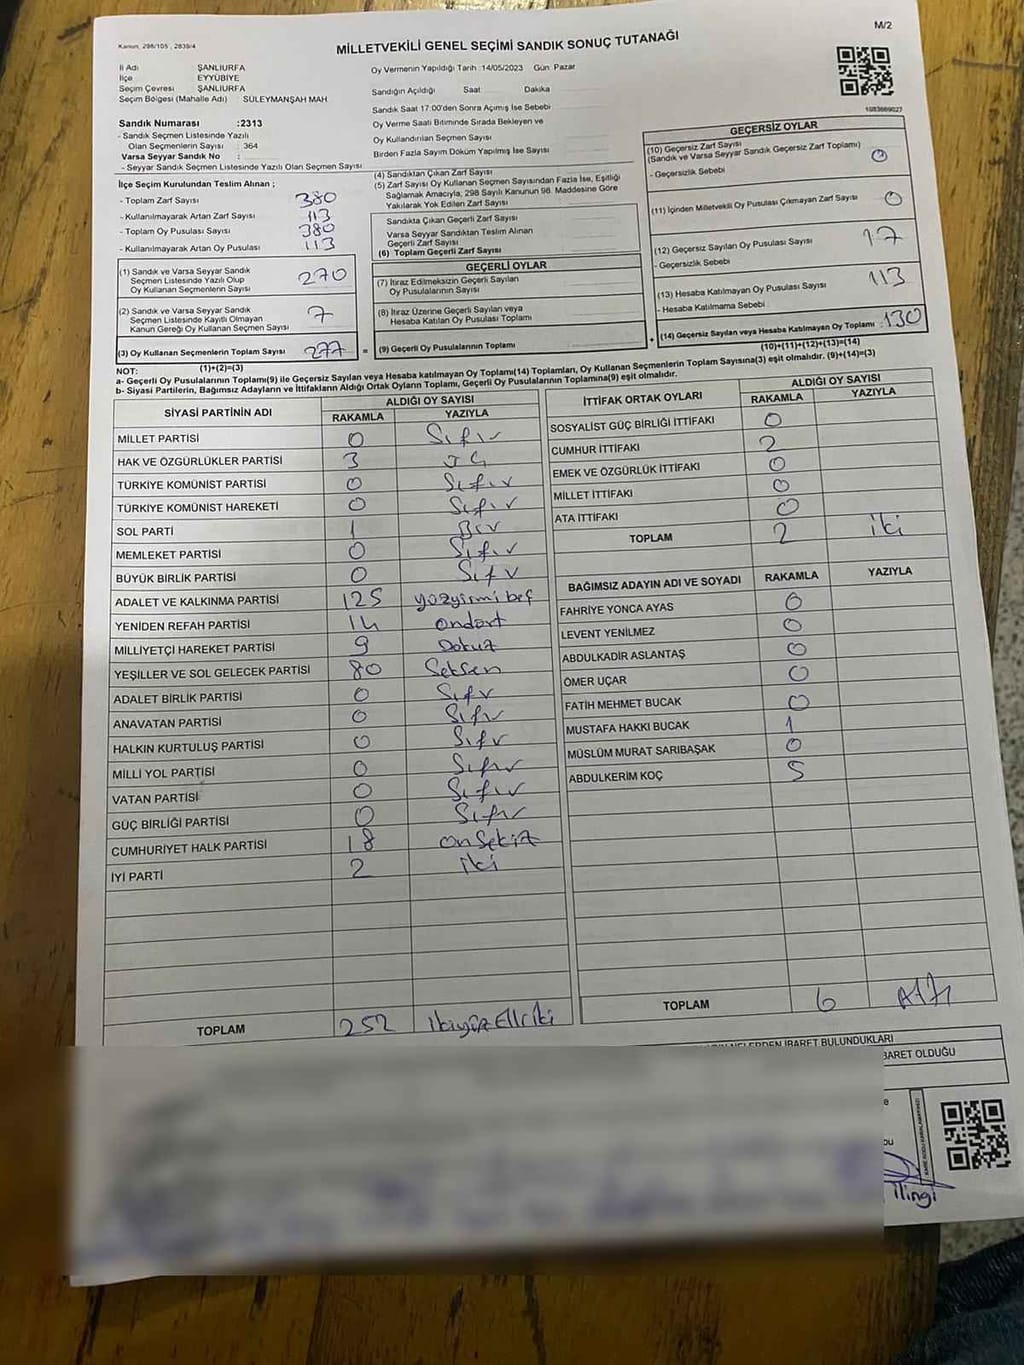 M/2
Kanun, 298/105 , 2839/4
MİLLETVEKİLİ GENEL SEÇİMİ SANDIK SONUÇ TUTANAĞI
İl Adı ŞANLIURFA
İlçe EYYÜBİYE
Seçim Çevresi ŞANLIURFA
Seçim Bölgesi (Mahalle Adı) SÜLEYMANŞAH MAH
Oy Vermenin Yapıldığı Tarih :14/05/2023 Gün: Pazar
Sandığın Açıldığı Saat Dakika
Sandık Saat 17:00'den Sonra Açımış İse Sebebi
Oy Verme Saati Bitiminde Sırada Bekleyen ve
Oy Kullandırılan Seçmen Sayısı
Birden Fazla Sayım Döküm Yapılmış İse Sayısı
Sandık Numarası :2313
- Sandık Seçmen Listesinde Yazılı
Olan Seçmenlerin Sayısı : 364
Varsa Seyyar Sandık No :
- Seyyar Sandık Seçmen Listesinde Yazılı Olan Seçmen Sayısı
İlçe Seçim Kurulundan Teslim Alınan ;
- Toplam Zarf Sayısı 380
- Kullanılmayarak Artan Zarf Sayısı 113
- Toplam Oy Pusulası Sayısı 380
- Kullanılmayarak Artan Oy Pusulası 113
(1) Sandık ve Varsa Seyyar Sandık
Seçmen Listesinde Yazılı Olup
Oy Kullanan Seçmenlerin Sayısı 270
(2) Sandık ve Varsa Seyyar Sandık
Seçmen Listesinde Kayıtlı Olmayan
Kanun Gereği Oy Kullanan Seçmen Sayısı 7
(3) Oy Kullanan Seçmenlerin Toplam Sayısı 277
(4) Sandıktan Çıkan Zarf Sayısı
(5) Zarf Sayısı Oy Kullanan Seçmen Sayısından Fazla İse, Eşitliği
Sağlamak Amacıyla, 298 Sayılı Kanunun 98. Maddesine Göre
Yakılarak Yok Edilen Zarf Sayısı
Sandıkta Çıkan Geçerli Zarf Sayısı
Varsa Seyyar Sandıktan Teslim Alınan
Geçerli Zarf Sayısı
(6) Toplam Geçerli Zarf Sayısı
GEÇERLİ OYLAR
(7) İtiraz Edilmeksizin Geçerli Sayılan
Oy Pusulalarının Sayısı
(8) İtiraz Üzerine Geçerli Sayılan veya
Hesaba Katılan Oy Pusulası Toplamı
= (9) Geçerli Oy Pusulalarının Toplamı +
GEÇERSİZ OYLAR
(10) Geçersiz Zarf Sayısı
(Sandık ve Varsa Seyyar Sandık Geçersiz Zarf Toplamı) 0
- Geçersizlik Sebebi
(11) İçinden Milletvekili Oy Pusulası Çıkmayan Zarf Sayısı 0
(12) Geçersiz Sayılan Oy Pusulası Sayısı 17
- Geçersizlik Sebebi
(13) Hesaba Katılmayan Oy Pusulası Sayısı 113
- Hesaba Katılmama Sebebi
(14) Geçersiz Sayılan veya Hesaba Katılmayan Oy Toplamı : 130
NOT: (1)+(2)=(3) (10)+(11)+(12)+(13)=(14)
a- Geçerli Oy Pusulalarının Toplamı(9) ile Geçersiz Sayılan veya Hesaba katılmayan Oy Toplamı(14) Toplamları, Oy Kullanan Seçmenlerin Toplam Sayısına(3) eşit olmalıdır. (9)+(14)=(3)
b- Siyasi Partilerin, Bağımsız Adayların ve İttifakların Aldığı Ortak Oyların Toplamı, Geçerli Oy Pusulalarının Toplamına(9) eşit olmalıdır.
SİYASİ PARTİNİN ADI ALDIĞI OY SAYISI
RAKAMLA YAZIYLA
MİLLET PARTİSİ 0 Sıfır
HAK VE ÖZGÜRLÜKLER PARTİSİ 3
TÜRKİYE KOMÜNİST PARTİSİ 0 Sıfır
TÜRKİYE KOMÜNİST HAREKETİ 0 Sıfır
SOL PARTİ 1 Bir
MEMLEKET PARTİSİ 0 Sıfır
BÜYÜK BİRLİK PARTİSİ 0 Sıfır
ADALET VE KALKINMA PARTİSİ 125 yüzyirmi beş
YENİDEN REFAH PARTİSİ 14 ondört
MİLLİYETÇİ HAREKET PARTİSİ 9 Dokuz
YEŞİLLER VE SOL GELECEK PARTİSİ 80 Seksen
ADALET BİRLİK PARTİSİ 0 Sıfır
ANAVATAN PARTİSİ 0 Sıfır
HALKIN KURTULUŞ PARTİSİ 0 Sıfır
MİLLİ YOL PARTİSİ 0 Sıfır
VATAN PARTİSİ 0 Sıfır
GÜÇ BİRLİĞİ PARTİSİ 0 Sıfır
CUMHURİYET HALK PARTİSİ 18 onsekiz
İYİ PARTİ 2 iki
TOPLAM 252 ikiyüz Elli iki
İTTİFAK ORTAK OYLARI ALDIĞI OY SAYISI
RAKAMLA YAZIYLA
SOSYALİST GÜÇ BİRLİĞİ İTTİFAKI 0
CUMHUR İTTİFAKI 2
EMEK VE ÖZGÜRLÜK İTTİFAKI 0
MİLLET İTTİFAKI 0
ATA İTTİFAKI 0
TOPLAM 2 iki
BAĞIMSIZ ADAYIN ADI VE SOYADI RAKAMLA YAZIYLA
FAHRİYE YONCA AYAS 0
LEVENT YENİLMEZ 0
ABDULKADİR ASLANTAŞ 0
ÖMER UÇAR 0
FATİH MEHMET BUCAK 0
MUSTAFA HAKKI BUCAK 1
MÜSLÜM MURAT SARIBAŞAK 0
ABDULKERİM KOÇ 5
TOPLAM 6 Altı
NELERDEN İBARET BULUNDUKLARI
BARET OLDUĞU